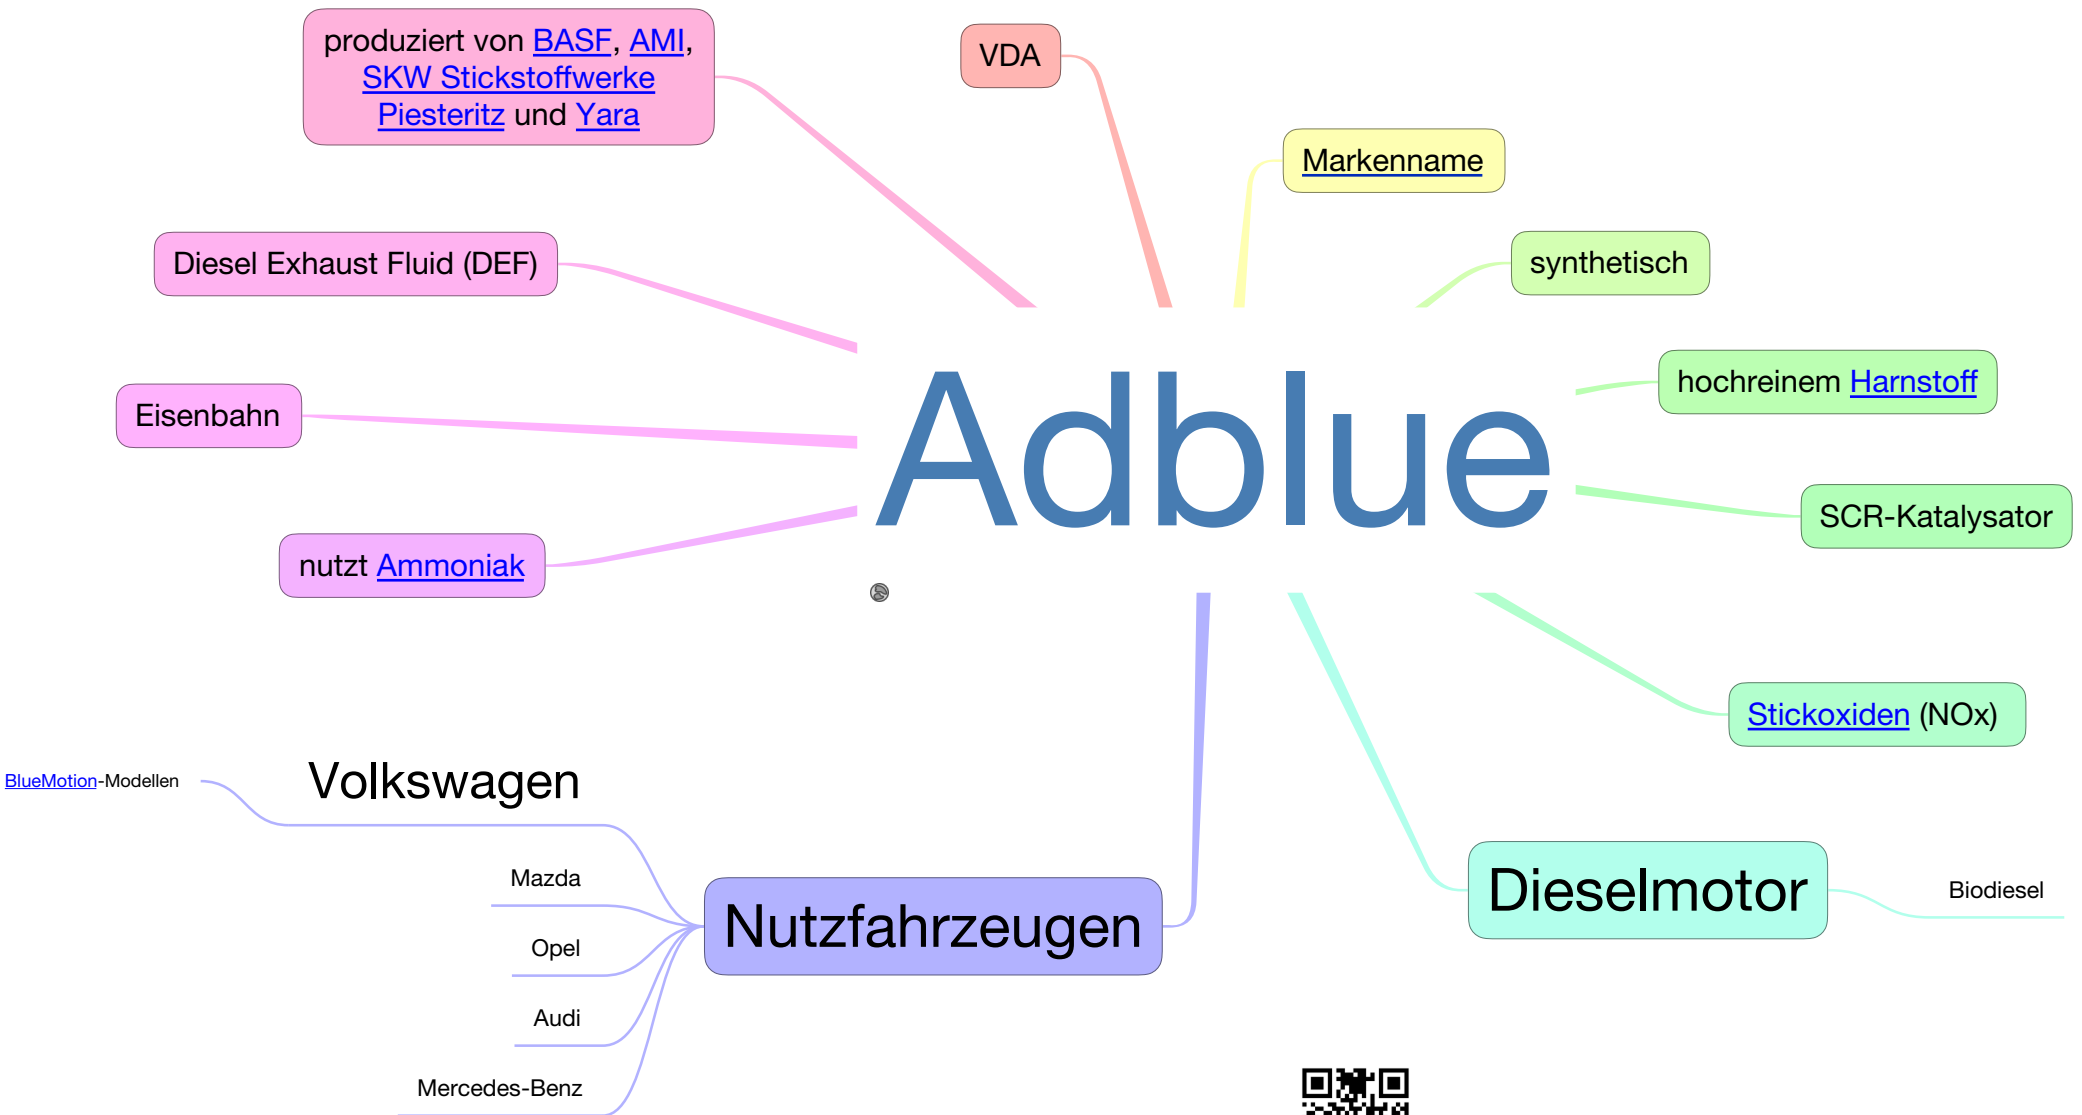 produziert von BASF, AMI,
SKW Stickstoffwerke
Piesteritz und Yara
VDA
Markenname
Diesel Exhaust Fluid (DEF)
synthetisch
hochreinem Harnstoff
Eisenbahn
Adblue
SCR-Katalysator
nutzt Ammoniak
Stickoxiden (NOx)
BlueMotion-Modellen
Volkswagen
Mazda
Nutzfahrzeugen
Dieselmotor
Biodiesel
Opel
Audi
Mercedes-Benz